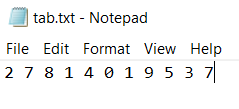 tab.txt - Notepad
File Edit Format View Help
2 7 8 1 4 0 1 9 5 3 7